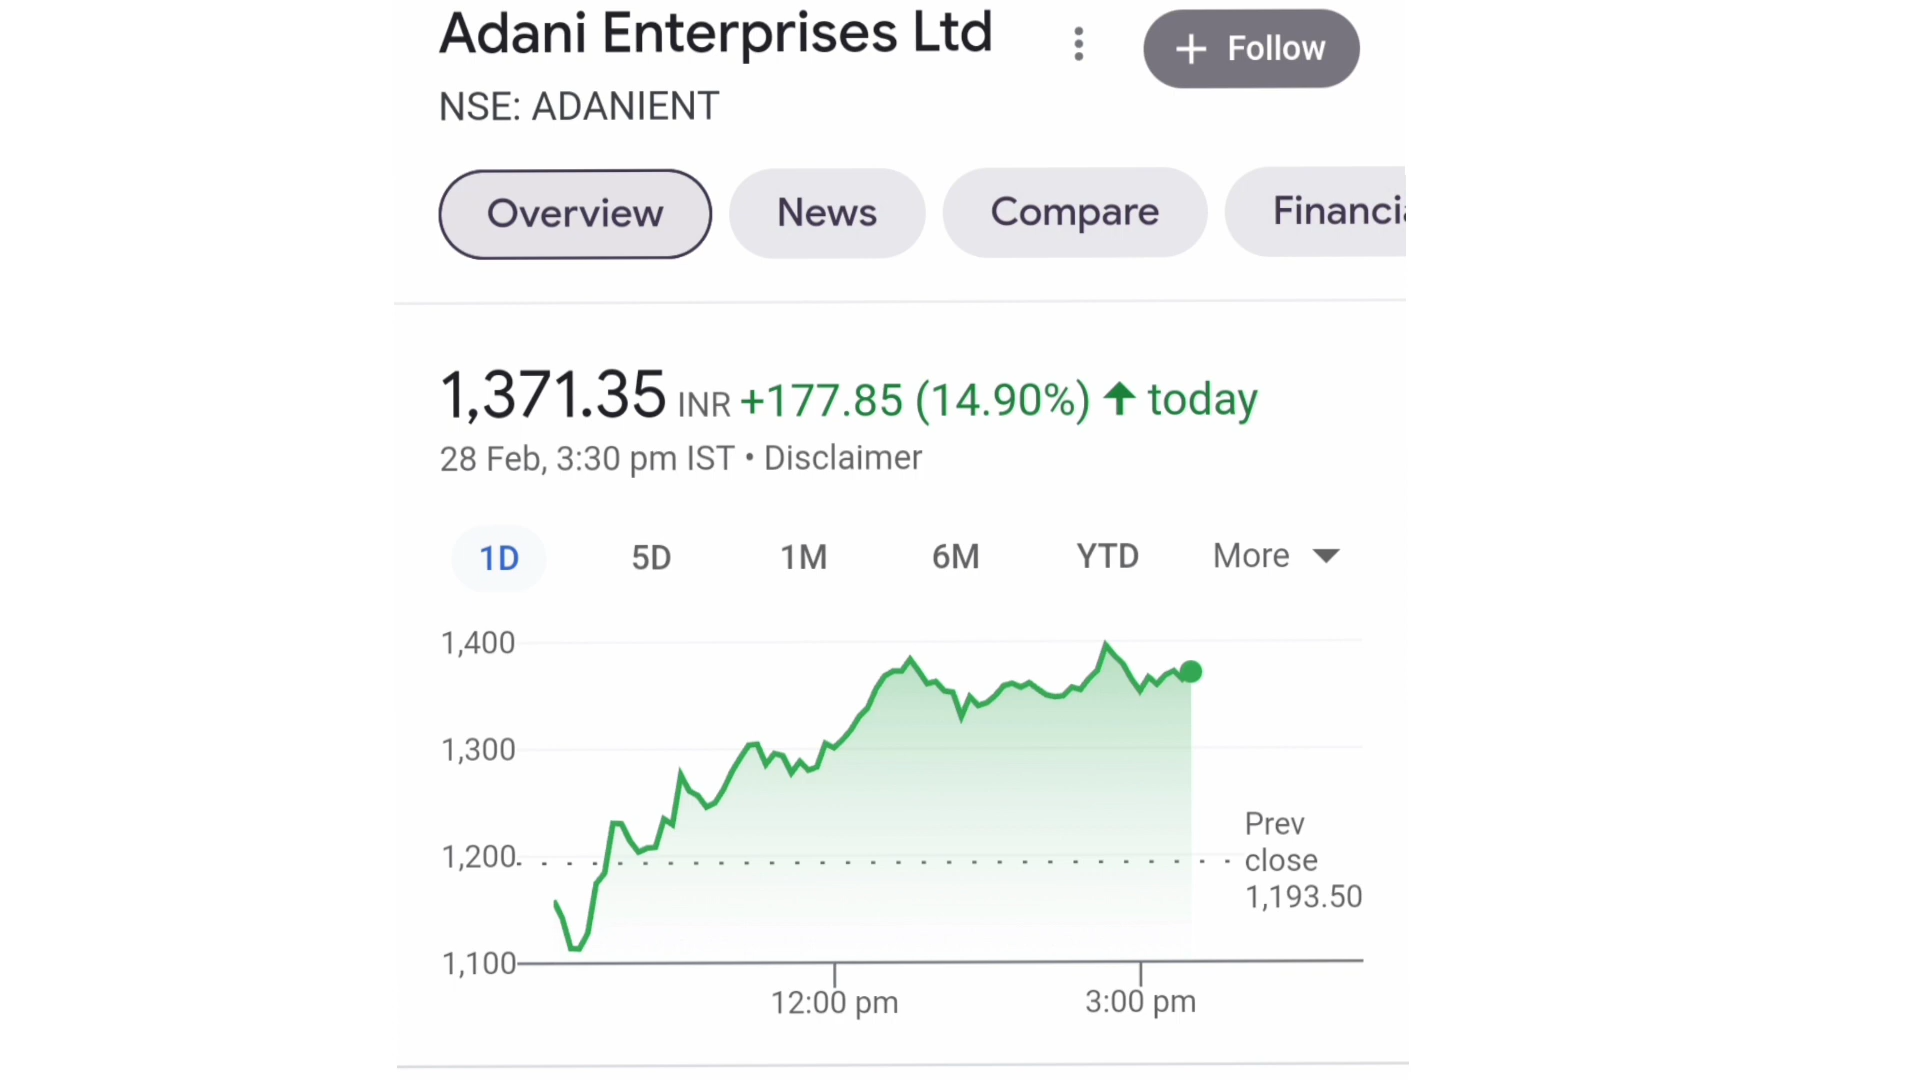 Adani Enterprises Ltd
+ Follow
NSE: ADANIENT
Overview
News
Compare
Financi
1,371.35 INR +177.85 (14.90%) ↑ today
28 Feb, 3:30 pm IST • Disclaimer
1D
5D
1M
6M
YTD
More
1,400
1,300
1,200
1,100
Prev
close
1,193.50
12:00 pm
3:00 pm